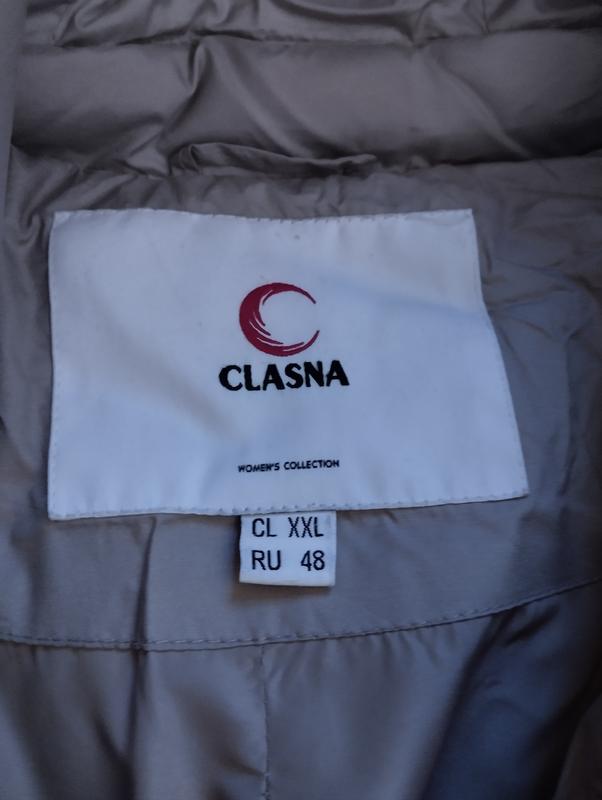 CLASNA
WOMEN'S COLLECTION
CL XXL
RU 48